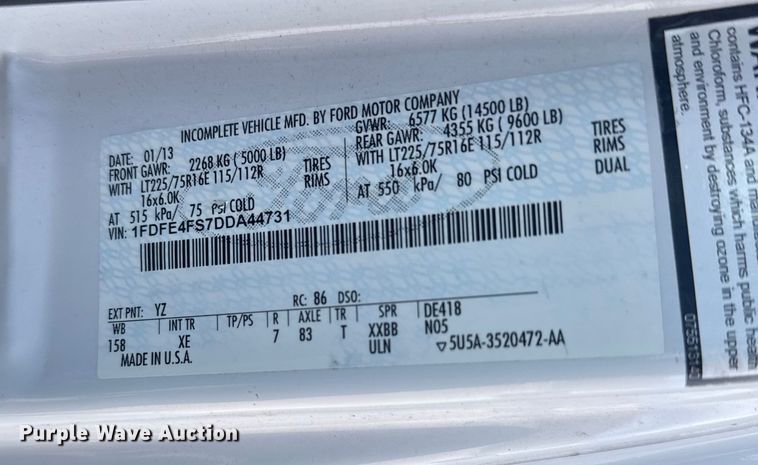 INCOMPLETE VEHICLE MFD. BY FORD MOTOR COMPANY
DATE: 01/13
GVWR: 6577 KG (14500 LB)
FRONT GAWR: 2268 KG (5000 LB)
REAR GAWR: 4355 KG (9600 LB)
WITH LT225/75R16E 115/112R TIRES
WITH LT225/75R16E 115/112R TIRES
16x6.0K RIMS
16x6.0K RIMS
AT 515 kPa/ 75 PSI COLD
AT 550 kPa/ 80 PSI COLD DUAL
VIN: 1FDFE4FS7DDA44731
Ford
EXT PNT: YZ RC: 86 DSO:
WB INT TR TP/PS R AXLE TR SPR DE418
158 XE 7 83 T XXBB N05
ULN
MADE IN U.S.A. ▽5U5A-3520472-AA
contains HFC-134A and
Chloroform, substances which harms public health
and environment by destroying ozone in the upper
atmosphere.
Purple Wave Auction